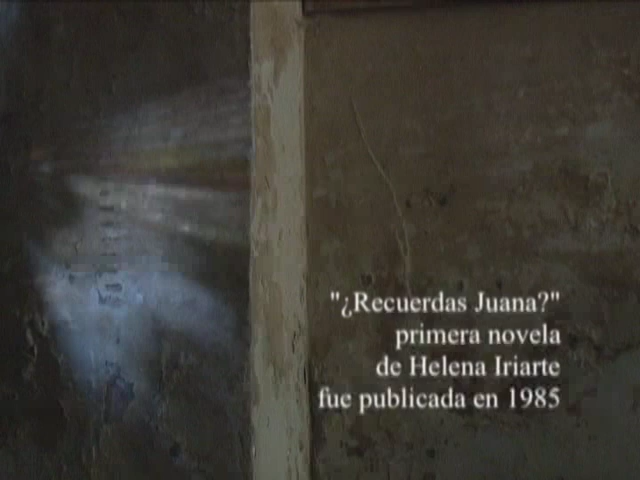 "¿Recuerdas Juana?"
primera novela
de Helena Iriarte
fue publicada en 1985